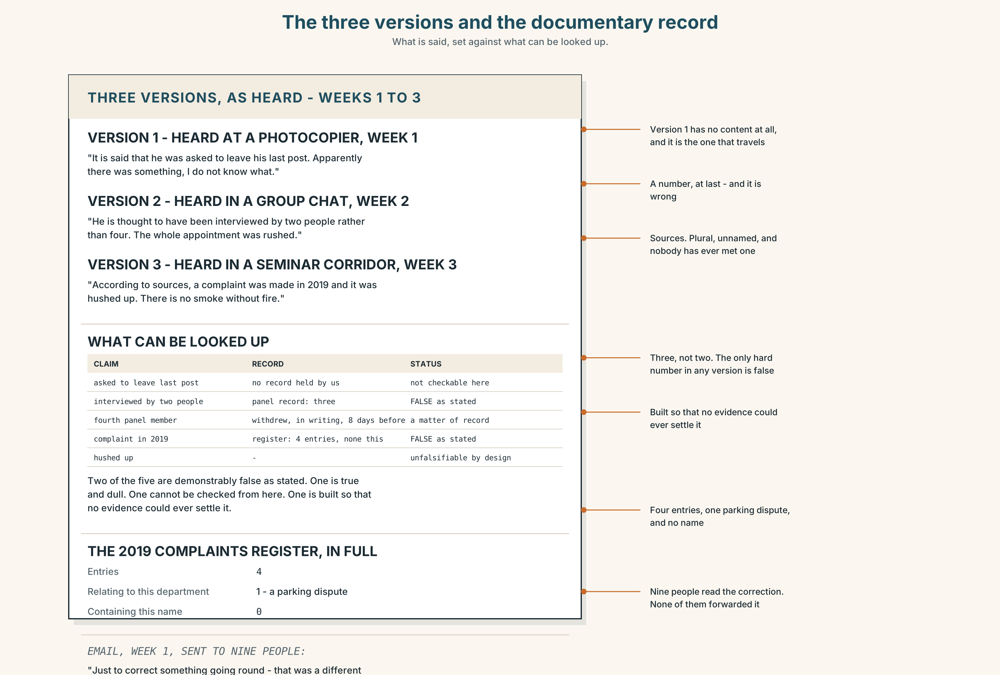 The three versions and the documentary record
What is said, set against what can be looked up.
THREE VERSIONS, AS HEARD - WEEKS 1 TO 3
VERSION 1 - HEARD AT A PHOTOCOPIER, WEEK 1
"It is said that he was asked to leave his last post. Apparently
there was something, I do not know what."
VERSION 2 - HEARD IN A GROUP CHAT, WEEK 2
"He is thought to have been interviewed by two people rather
than four. The whole appointment was rushed."
VERSION 3 - HEARD IN A SEMINAR CORRIDOR, WEEK 3
"According to sources, a complaint was made in 2019 and it was
hushed up. There is no smoke without fire."
WHAT CAN BE LOOKED UP
CLAIM RECORD STATUS
asked to leave last post no record held by us not checkable here
interviewed by two people panel record: three FALSE as stated
fourth panel member withdrew, in writing, 8 days before a matter of record
complaint in 2019 register: 4 entries, none this FALSE as stated
hushed up - unfalsifiable by design
Two of the five are demonstrably false as stated. One is true
and dull. One cannot be checked from here. One is built so that
no evidence could ever settle it.
THE 2019 COMPLAINTS REGISTER, IN FULL
Entries 4
Relating to this department 1 - a parking dispute
Containing this name 0
EMAIL, WEEK 1, SENT TO NINE PEOPLE:
"Just to correct something going round - that was a different
Version 1 has no content at all,
and it is the one that travels
A number, at last - and it is
wrong
Sources. Plural, unnamed, and
nobody has ever met one
Three, not two. The only hard
number in any version is false
Built so that no evidence could
ever settle it
Four entries, one parking dispute,
and no name
Nine people read the correction.
None of them forwarded it